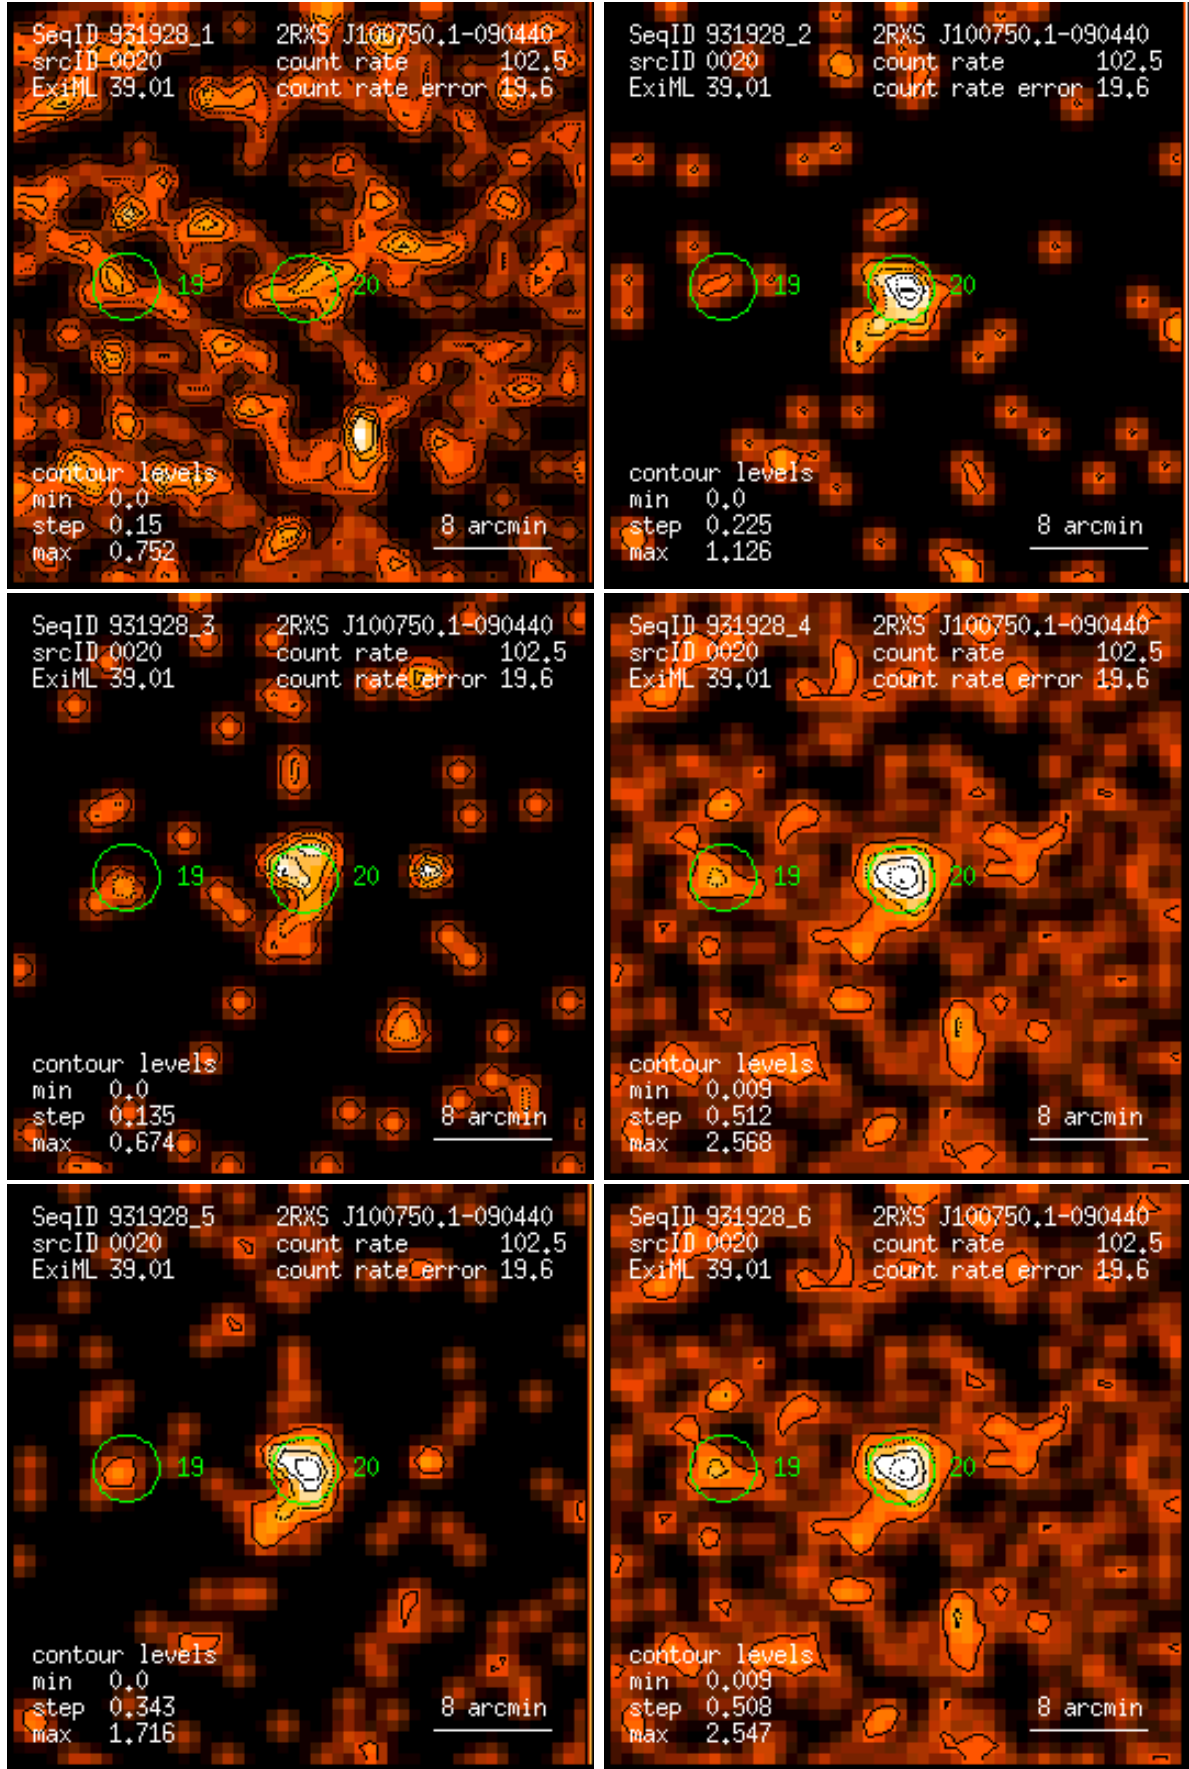 SeqID 931928_1 2RXS J100750.1-090440
srcID 0020 count rate 102.5
ExiML 39.01 count rate error 19.6
19 20
contour levels
min 0.0
step 0.15 8 arcmin
max 0.752
SeqID 931928_2 2RXS J100750.1-090440
srcID 0020 count rate 102.5
ExiML 39.01 count rate error 19.6
19 20
contour levels
min 0.0
step 0.225 8 arcmin
max 1.126
SeqID 931928_3 2RXS J100750.1-090440
srcID 0020 count rate 102.5
ExiML 39.01 count rate error 19.6
19 20
contour levels
min 0.0
step 0.135 8 arcmin
max 0.674
SeqID 931928_4 2RXS J100750.1-090440
srcID 0020 count rate 102.5
ExiML 39.01 count rate error 19.6
19 20
contour levels
min 0.009
step 0.512 8 arcmin
max 2.568
SeqID 931928_5 2RXS J100750.1-090440
srcID 0020 count rate 102.5
ExiML 39.01 count rate error 19.6
19 20
contour levels
min 0.0
step 0.343 8 arcmin
max 1.716
SeqID 931928_6 2RXS J100750.1-090440
srcID 0020 count rate 102.5
ExiML 39.01 count rate error 19.6
19 20
contour levels
min 0.009
step 0.508 8 arcmin
max 2.547